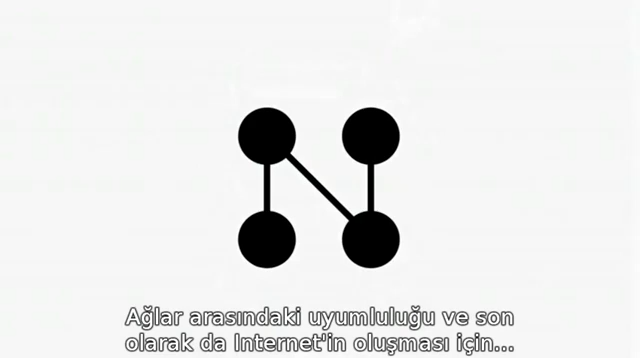 Ağlar arasındaki uyumluluğu ve son
olarak da Internet'in oluşması için...